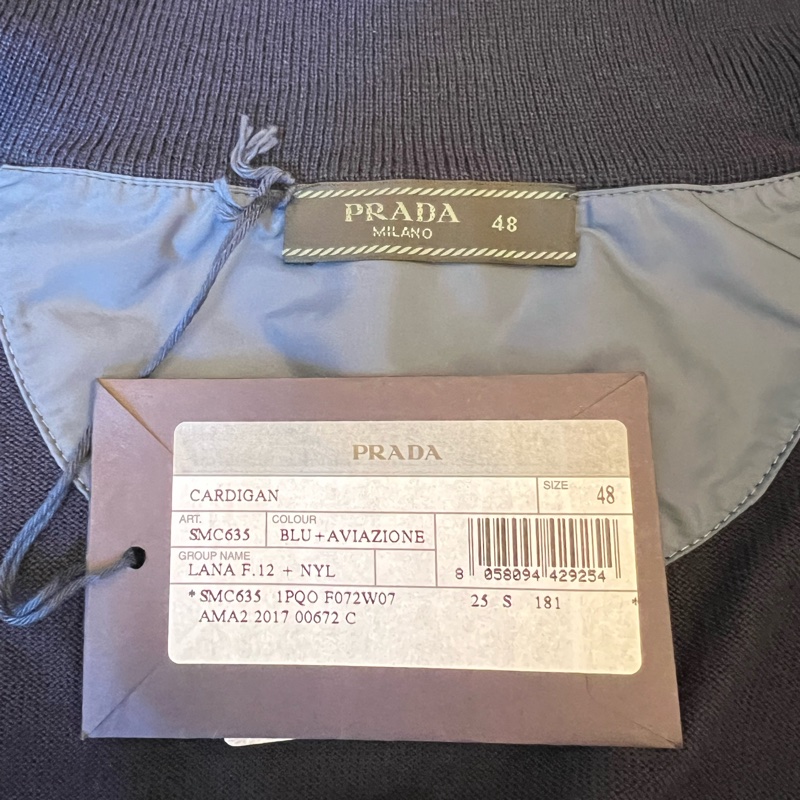 PRADA 48
MILANO
PRADA
CARDIGAN SIZE 48
ART. COLOUR
SMC635 BLU+AVIAZIONE
GROUP NAME
LANA F.12 + NYL
8 058094 429254
*SMC635 1PQO F072W07 25 S 181 *
AMA2 2017 00672 C